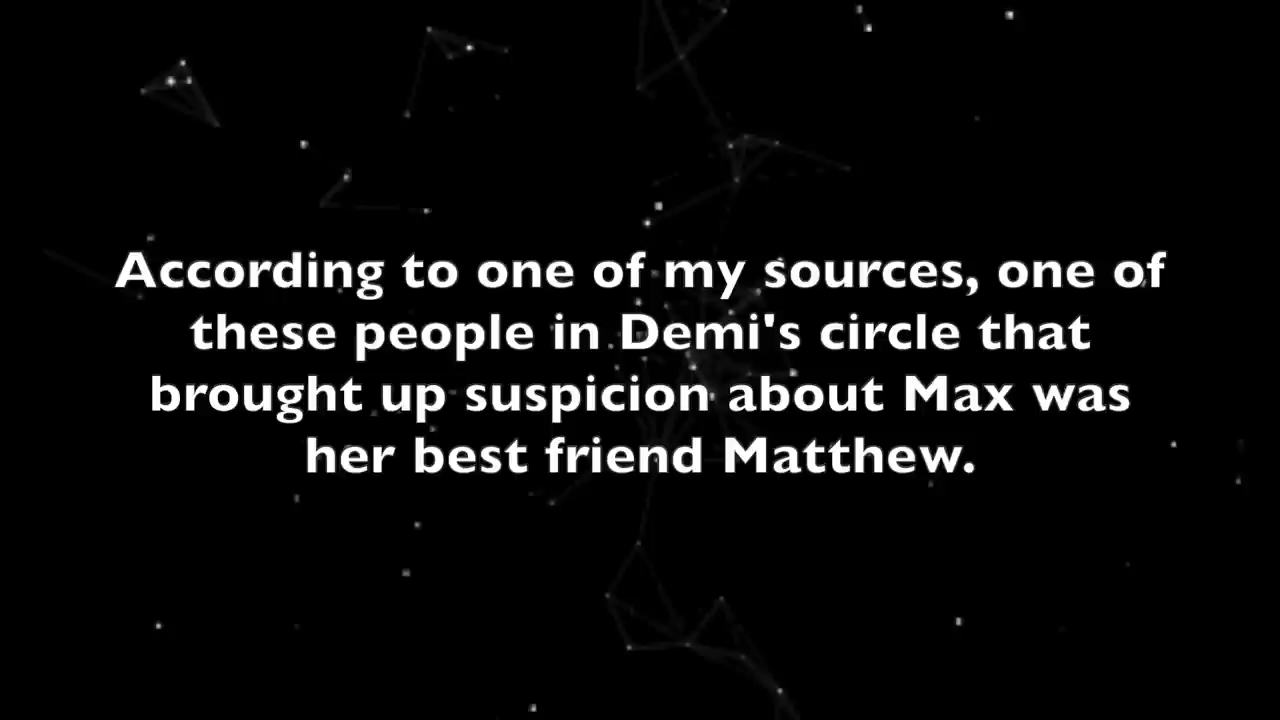 According to one of my sources, one of
these people in Demi's circle that
brought up suspicion about Max was
her best friend Matthew.